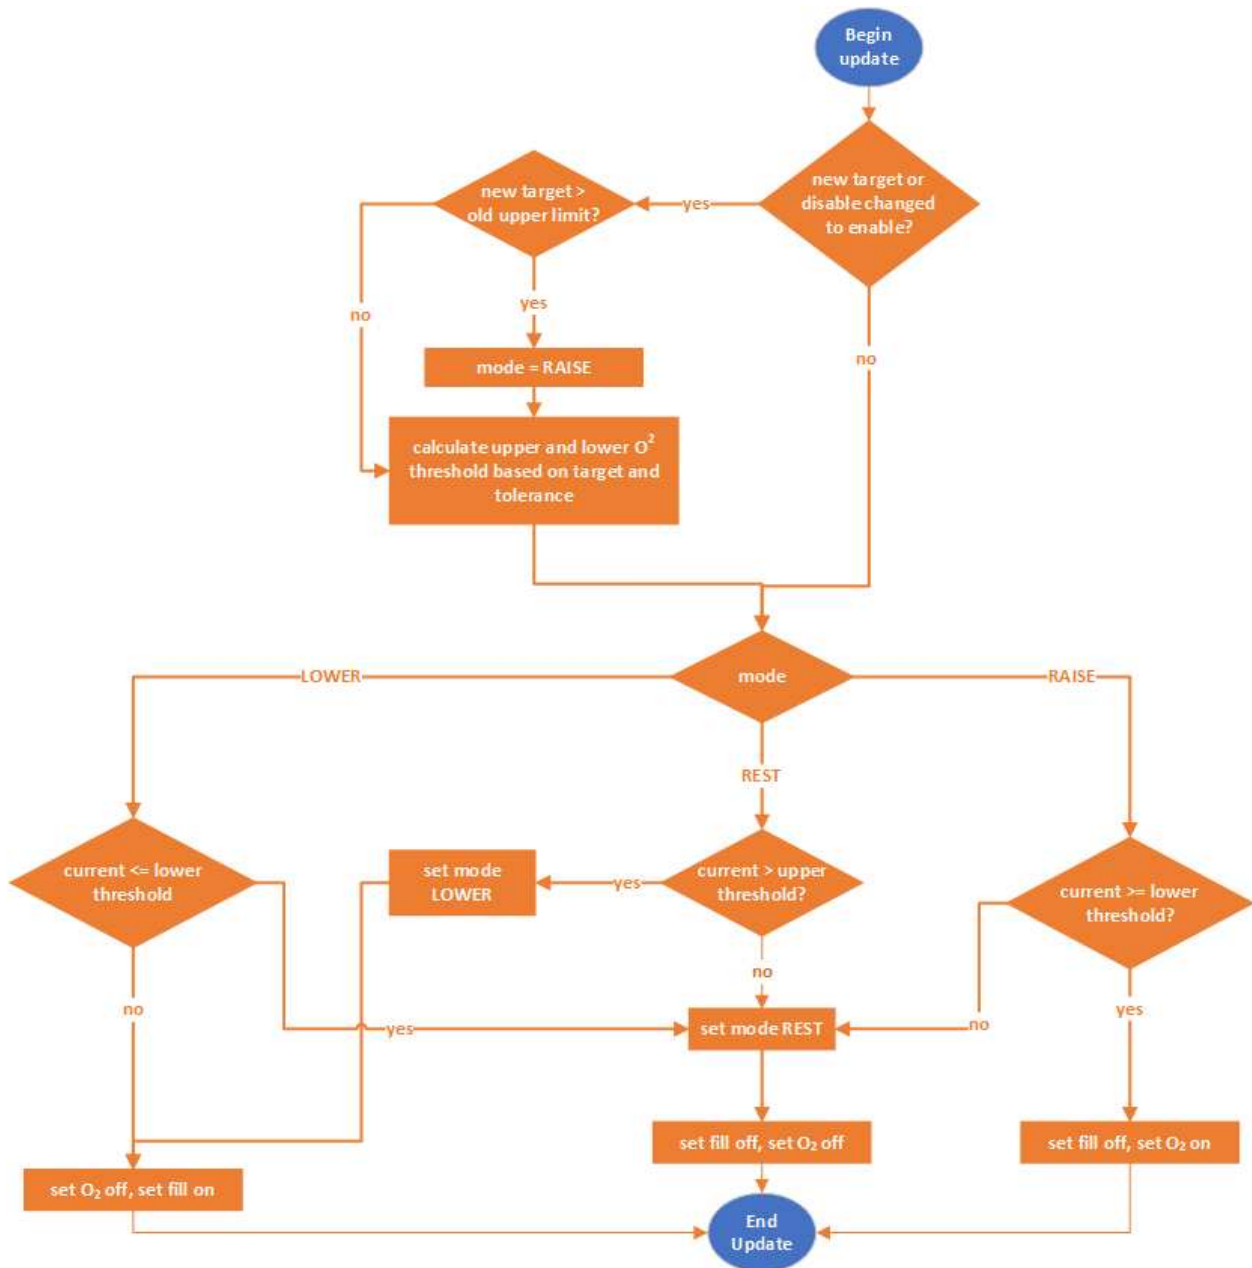 Begin
update
new target or
disable changed
to enable?
yes
new target >
old upper limit?
no
yes
no
mode = RAISE
calculate upper and lower O²
threshold based on target and
tolerance
mode
LOWER
RAISE
REST
current <= lower
threshold
set mode
LOWER
yes
current > upper
threshold?
current >= lower
threshold?
no
no
yes
yes
set mode REST
no
set O₂ off, set fill on
set fill off, set O₂ off
set fill off, set O₂ on
End
Update